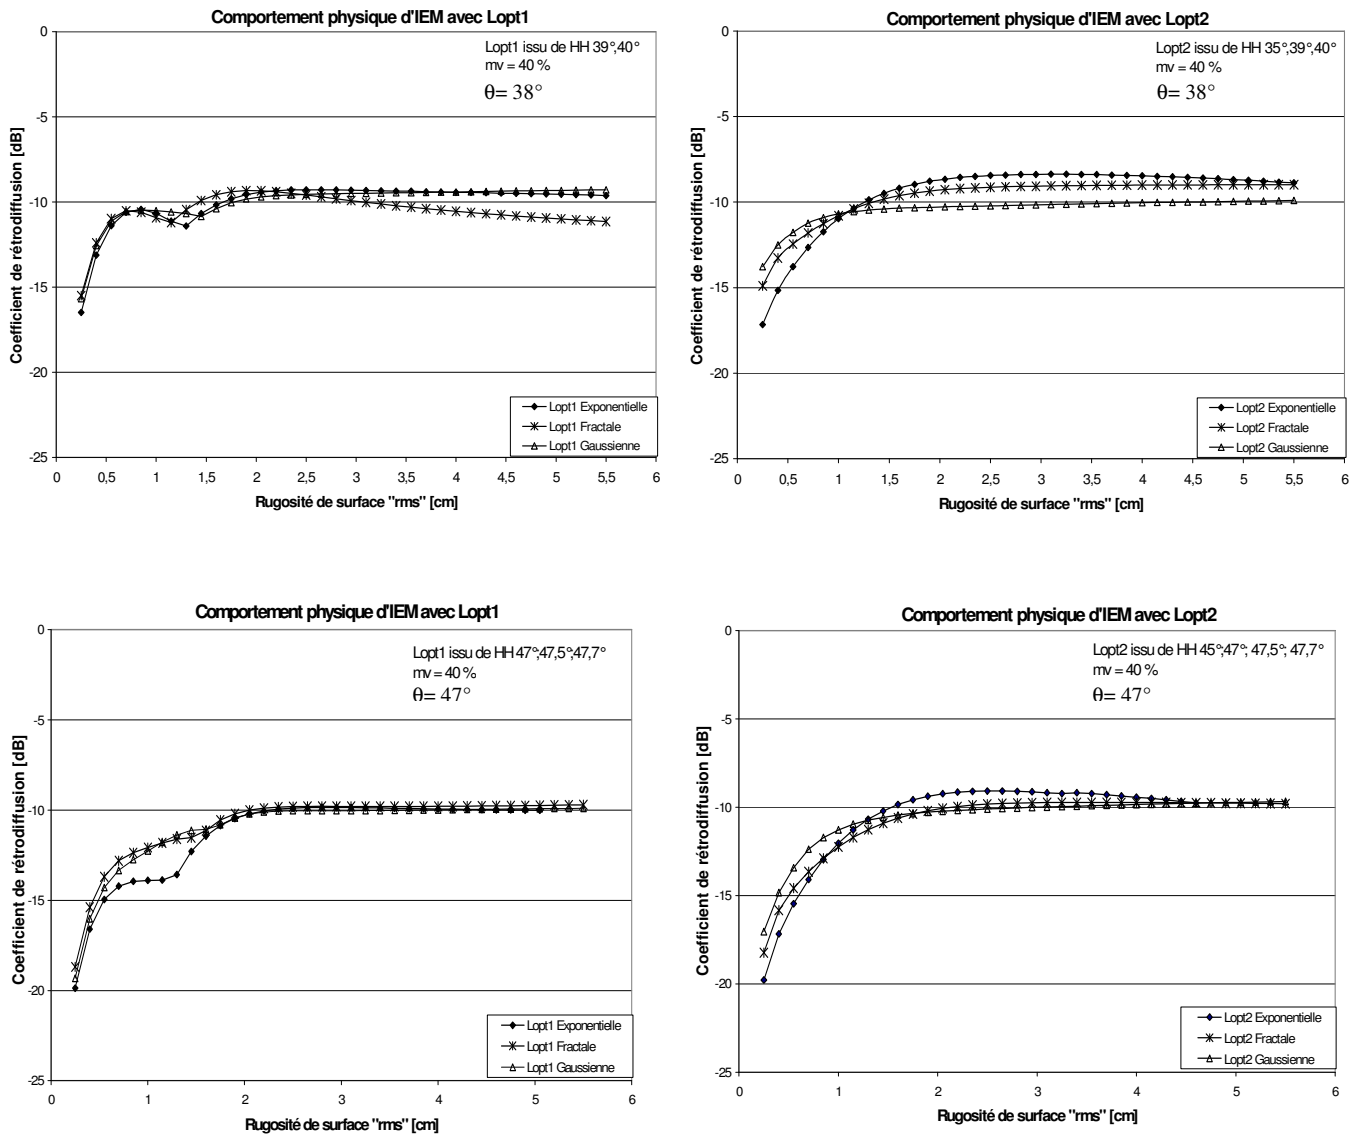 Comportement physique d'IEM avec Lopt1
Lopt1 issu de HH 39°,40°
mv = 40 %
θ= 38°
Coefficient de rétrodiffusion [dB]
0
-5
-10
-15
-20
-25
Lopt1 Exponentielle
Lopt1 Fractale
Lopt1 Gaussienne
0 0,5 1 1,5 2 2,5 3 3,5 4 4,5 5 5,5 6
Rugosité de surface "rms" [cm]
Comportement physique d'IEM avec Lopt2
Lopt2 issu de HH 35°,39°,40°
mv = 40 %
θ= 38°
Coefficient de rétrodiffusion [dB]
0
-5
-10
-15
-20
-25
Lopt2 Exponentielle
Lopt2 Fractale
Lopt2 Gaussienne
0 0,5 1 1,5 2 2,5 3 3,5 4 4,5 5 5,5 6
Rugosité de surface "rms" [cm]
Comportement physique d'IEM avec Lopt1
Lopt1 issu de HH 47°;47,5°;47,7°
mv = 40 %
θ= 47°
Coefficient de rétrodiffusion [dB]
0
-5
-10
-15
-20
-25
Lopt1 Exponentielle
Lopt1 Fractale
Lopt1 Gaussienne
0 1 2 3 4 5 6
Rugosité de surface "rms" [cm]
Comportement physique d'IEM avec Lopt2
Lopt2 issu de HH 45°;47°; 47,5°; 47,7°
mv = 40 %
θ= 47°
Coefficient de rétrodiffusion [dB]
0
-5
-10
-15
-20
-25
Lopt2 Exponentielle
Lopt2 Fractale
Lopt2 Gaussienne
0 1 2 3 4 5 6
Rugosité de surface "rms" [cm]